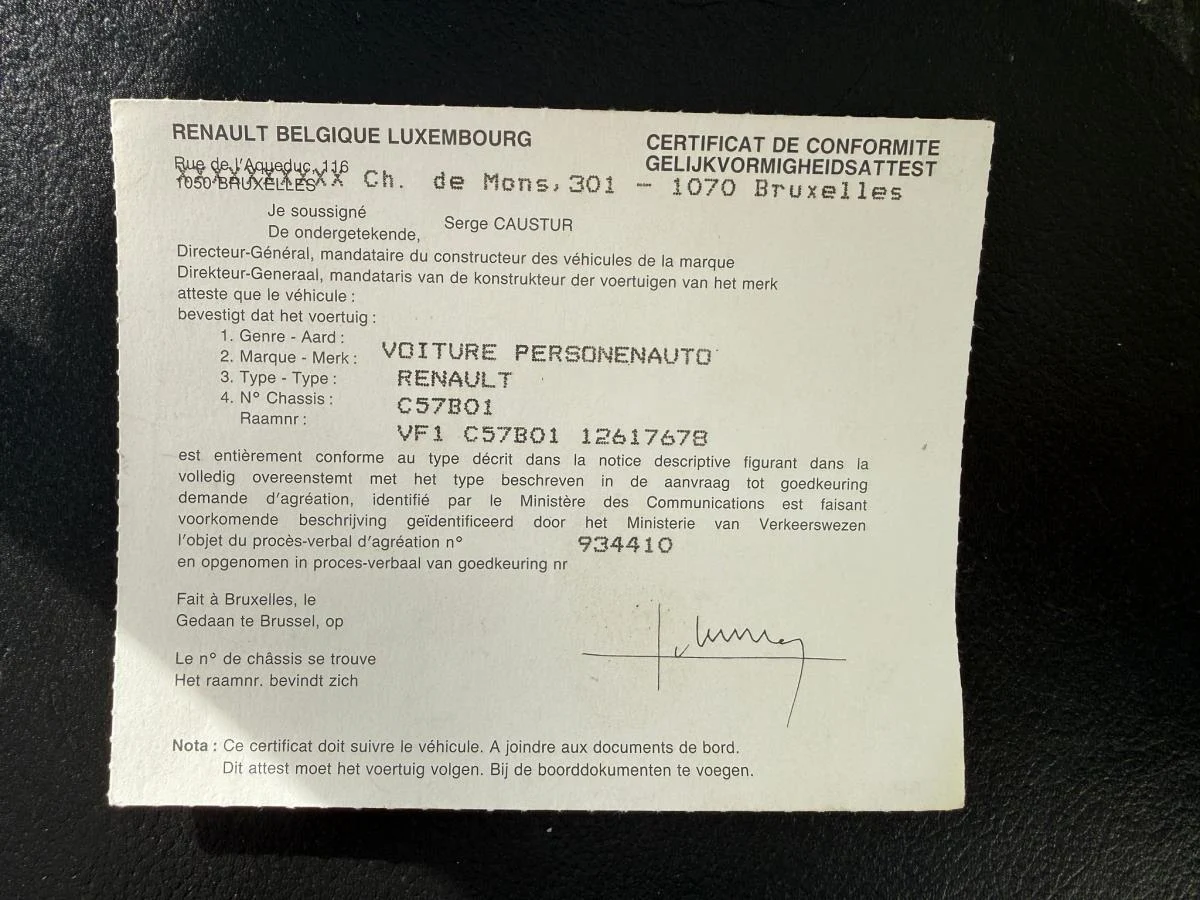 RENAULT BELGIQUE LUXEMBOURG
CERTIFICAT DE CONFORMITE
GELIJKVORMIGHEIDSATTEST
Rue de l'Aqueduc, 116
1050 BRUXELLES
XXXXXXXXXX Ch. de Mons, 301 - 1070 Bruxelles
Je soussigné
De ondergetekende,
Serge CAUSTUR
Directeur-Général, mandataire du constructeur des véhicules de la marque
Direkteur-Generaal, mandataris van de konstrukteur der voertuigen van het merk
atteste que le véhicule :
bevestigt dat het voertuig :
1. Genre - Aard :
2. Marque - Merk : VOITURE PERSONENAUTO
3. Type - Type : RENAULT
4. N° Chassis : C57B01
Raamnr : VF1 C57B01 12617678
est entièrement conforme au type décrit dans la notice descriptive figurant dans la
volledig overeenstemt met het type beschreven in de aanvraag tot goedkeuring
demande d'agréation, identifié par le Ministère des Communications est faisant
voorkomende beschrijving geïdentificeerd door het Ministerie van Verkeerswezen
l'objet du procès-verbal d'agréation n° 934410
en opgenomen in proces-verbaal van goedkeuring nr
Fait à Bruxelles, le
Gedaan te Brussel, op
Le n° de châssis se trouve
Het raamnr. bevindt zich
Nota : Ce certificat doit suivre le véhicule. A joindre aux documents de bord.
Dit attest moet het voertuig volgen. Bij de boorddokumenten te voegen.